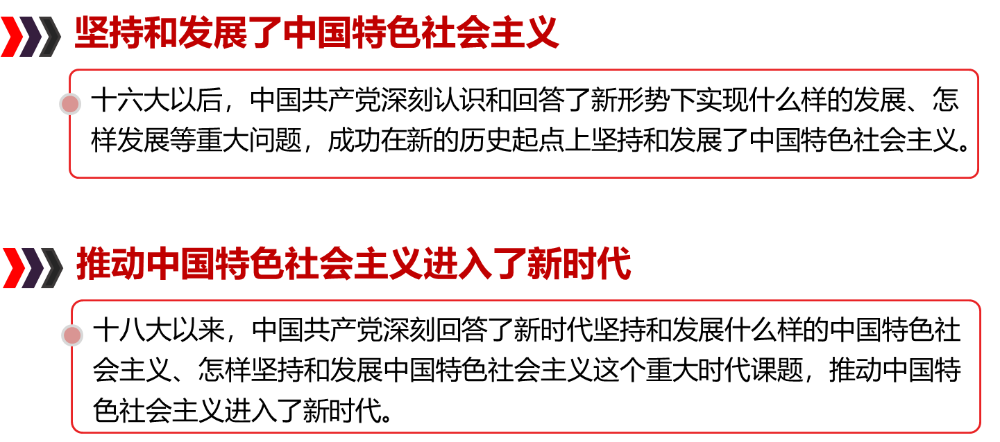 坚持和发展了中国特色社会主义
十六大以后，中国共产党深刻认识和回答了新形势下实现什么样的发展、怎
样发展等重大问题，成功在新的历史起点上坚持和发展了中国特色社会主义。
推动中国特色社会主义进入了新时代
十八大以来，中国共产党深刻回答了新时代坚持和发展什么样的中国特色社
会主义、怎样坚持和发展中国特色社会主义这个重大时代课题，推动中国特
色社会主义进入了新时代。